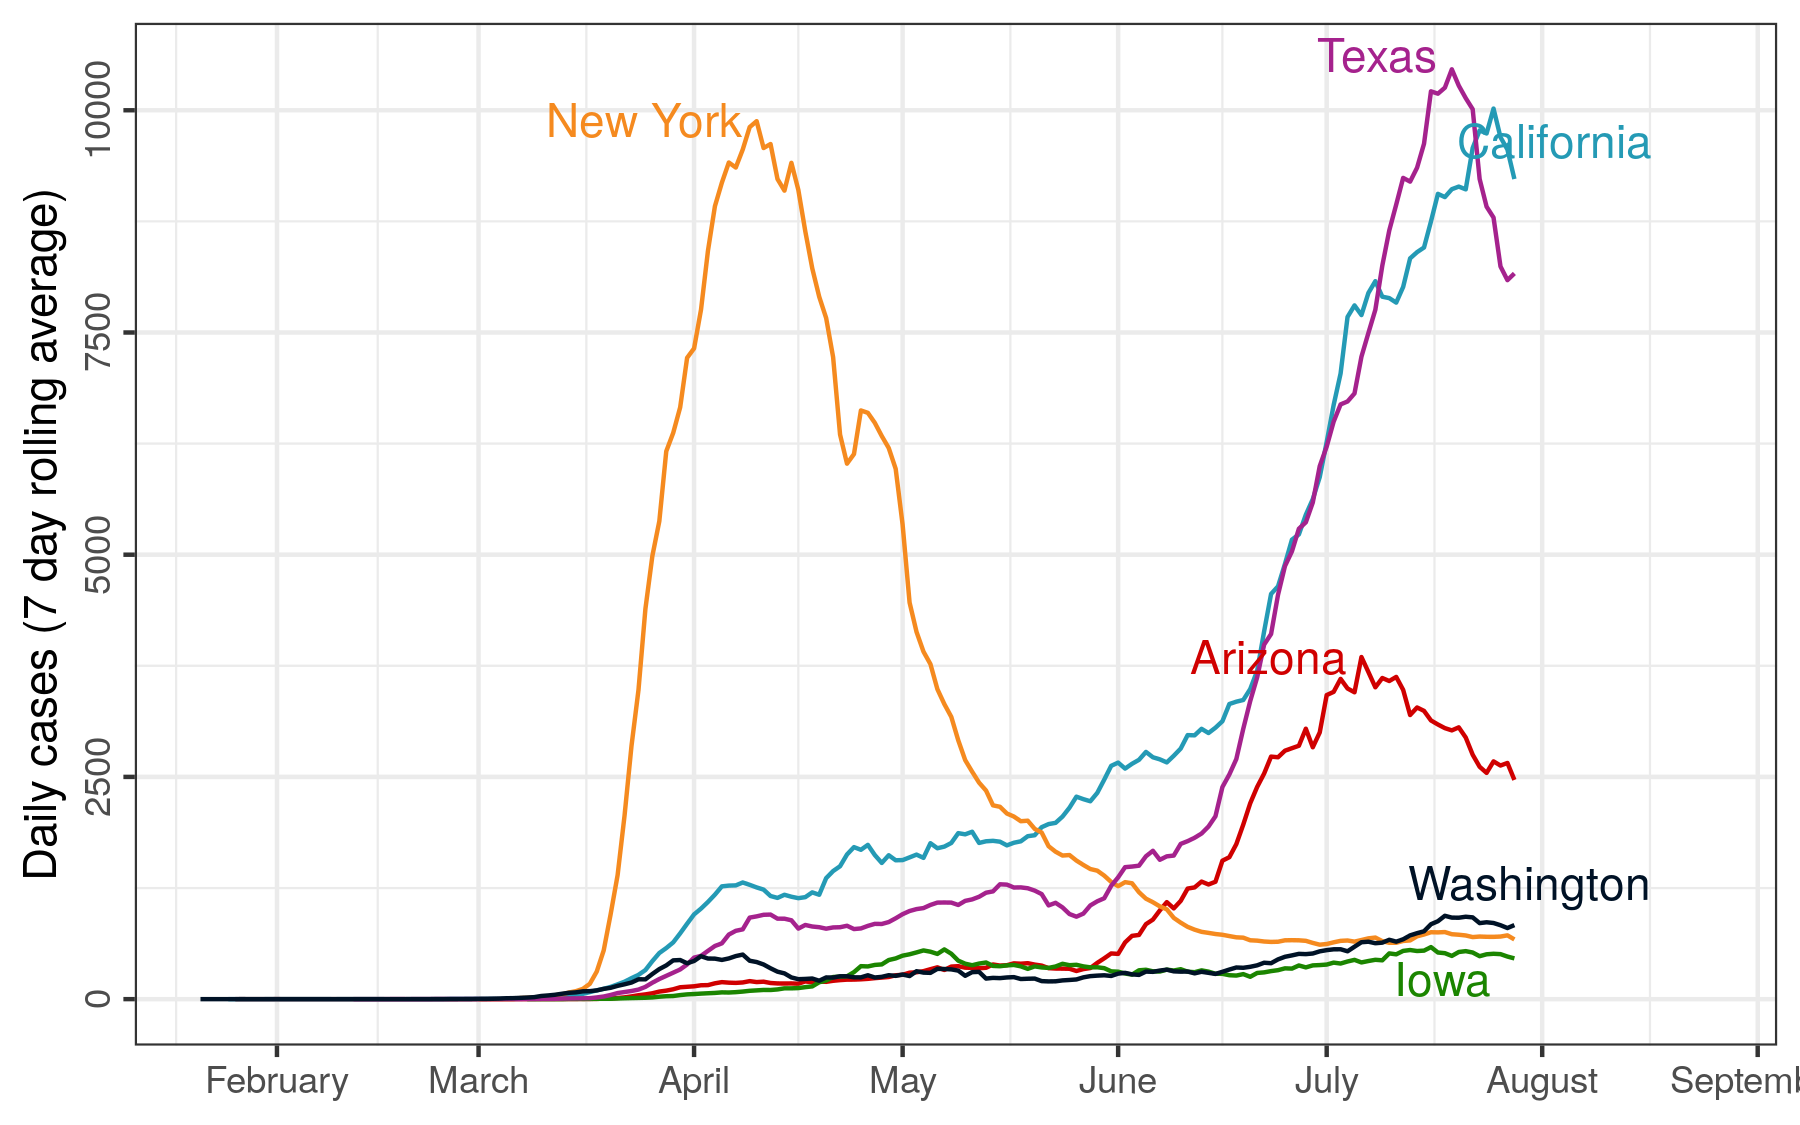 Daily cases (7 day rolling average)
10000
7500
5000
2500
0
Texas
New York
California
Arizona
Washington
Iowa
February March April May June July August Septemb